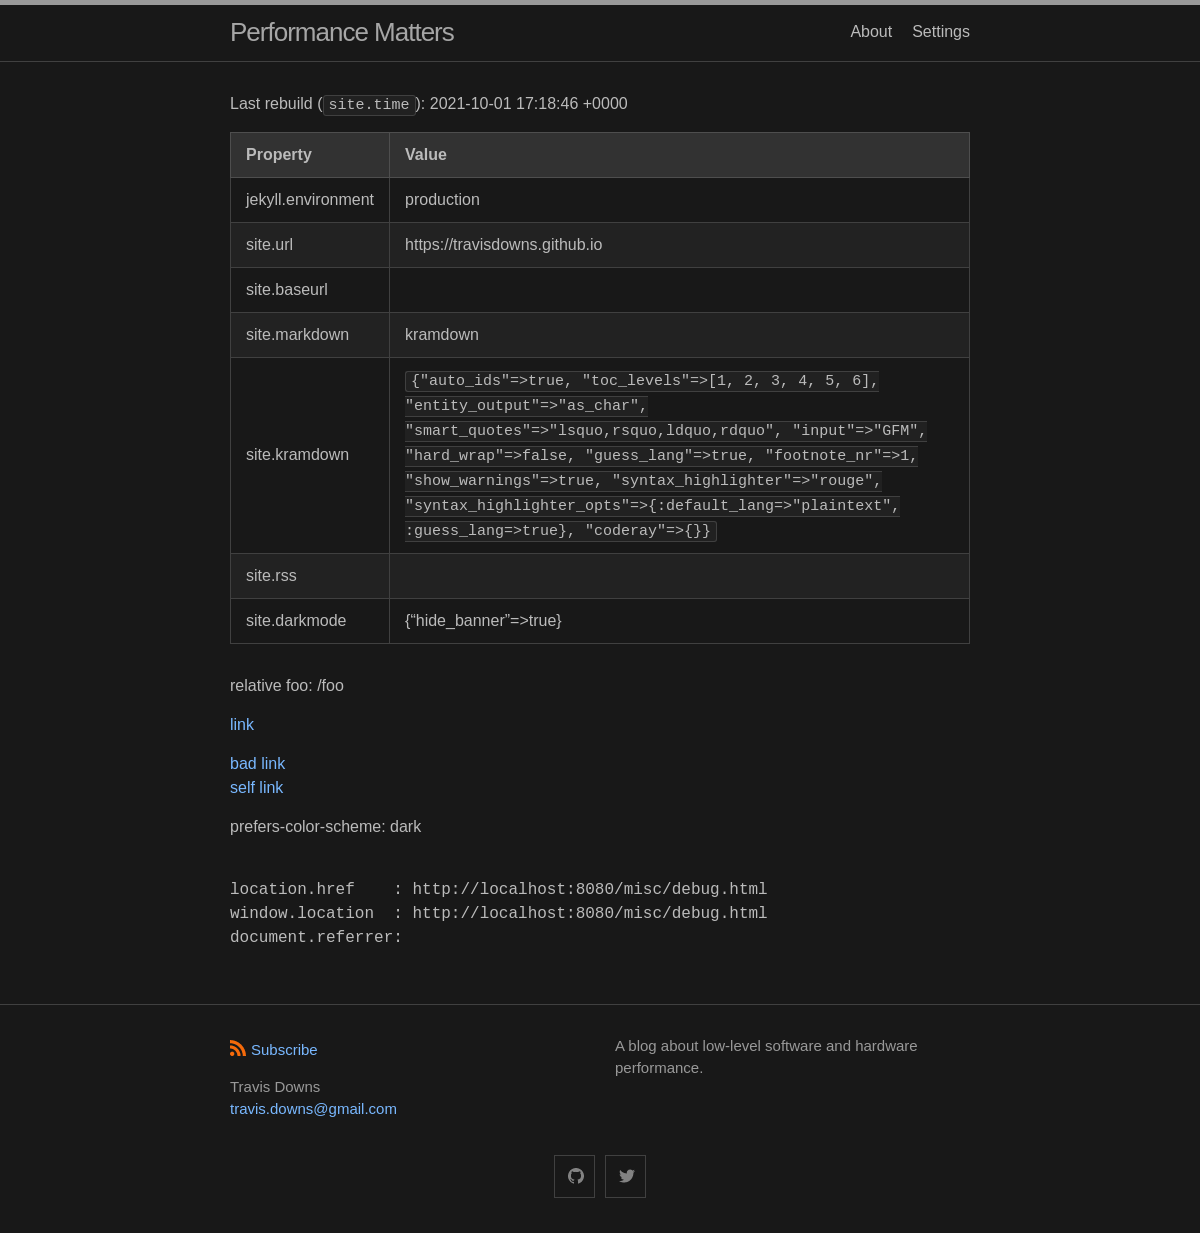 Performance Matters
About Settings
Last rebuild (site.time): 2021-10-01 17:18:46 +0000
Property Value
jekyll.environment production
site.url https://travisdowns.github.io
site.baseurl
site.markdown kramdown
{"auto_ids"=>true, "toc_levels"=>[1, 2, 3, 4, 5, 6],
"entity_output"=>"as_char",
"smart_quotes"=>"lsquo,rsquo,ldquo,rdquo", "input"=>"GFM",
site.kramdown "hard_wrap"=>false, "guess_lang"=>true, "footnote_nr"=>1,
"show_warnings"=>true, "syntax_highlighter"=>"rouge",
"syntax_highlighter_opts"=>{:default_lang=>"plaintext",
:guess_lang=>true}, "coderay"=>{}}
site.rss
site.darkmode {“hide_banner”=>true}
relative foo: /foo
link
bad link
self link
prefers-color-scheme: dark
location.href    : http://localhost:8080/misc/debug.html
window.location  : http://localhost:8080/misc/debug.html
document.referrer:
Subscribe
Travis Downs
travis.downs@gmail.com
A blog about low-level software and hardware
performance.